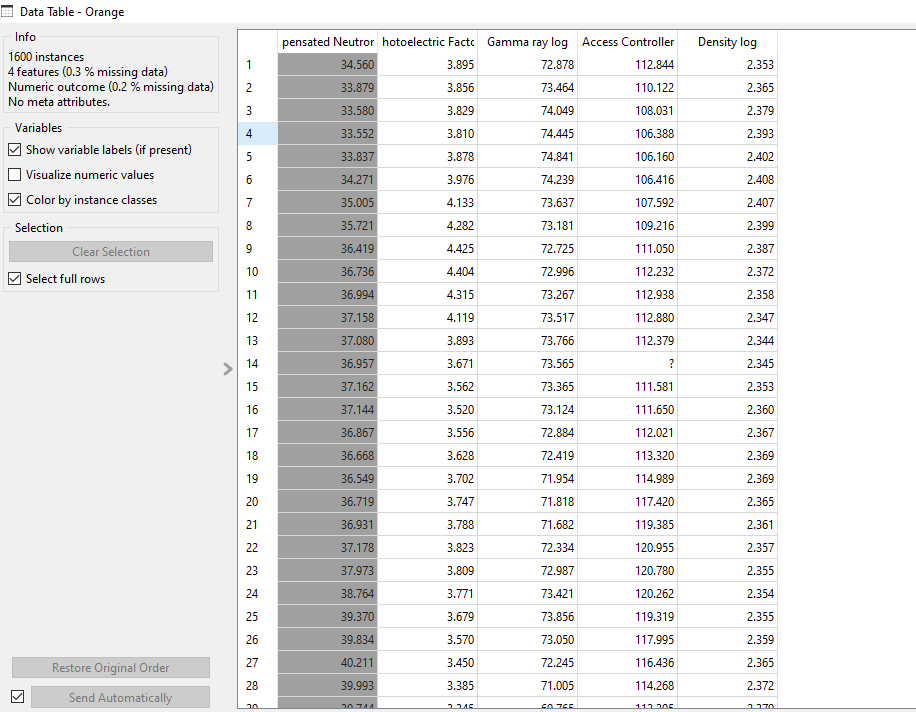 Data Table - Orange
Info
1600 instances
4 features (0.3 % missing data)
Numeric outcome (0.2 % missing data)
No meta attributes.
Variables
Show variable labels (if present)
Visualize numeric values
Color by instance classes
Selection
Clear Selection
Select full rows
Restore Original Order
Send Automatically
pensated Neutror hotoelectric Facto Gamma ray log Access Controller Density log
1 34.560 3.895 72.878 112.844 2.353
2 33.879 3.856 73.464 110.122 2.365
3 33.580 3.829 74.049 108.031 2.379
4 33.552 3.810 74.445 106.388 2.393
5 33.837 3.878 74.841 106.160 2.402
6 34.271 3.976 74.239 106.416 2.408
7 35.005 4.133 73.637 107.592 2.407
8 35.721 4.282 73.181 109.216 2.399
9 36.419 4.425 72.725 111.050 2.387
10 36.736 4.404 72.996 112.232 2.372
11 36.994 4.315 73.267 112.938 2.358
12 37.158 4.119 73.517 112.880 2.347
13 37.080 3.893 73.766 112.379 2.344
14 36.957 3.671 73.565 ? 2.345
15 37.162 3.562 73.365 111.581 2.353
16 37.144 3.520 73.124 111.650 2.360
17 36.867 3.556 72.884 112.021 2.367
18 36.668 3.628 72.419 113.320 2.369
19 36.549 3.702 71.954 114.989 2.369
20 36.719 3.747 71.818 117.420 2.365
21 36.931 3.788 71.682 119.385 2.361
22 37.178 3.823 72.334 120.955 2.357
23 37.973 3.809 72.987 120.780 2.355
24 38.764 3.771 73.421 120.262 2.354
25 39.370 3.679 73.856 119.319 2.355
26 39.834 3.570 73.050 117.995 2.359
27 40.211 3.450 72.245 116.436 2.365
28 39.993 3.385 71.005 114.268 2.372